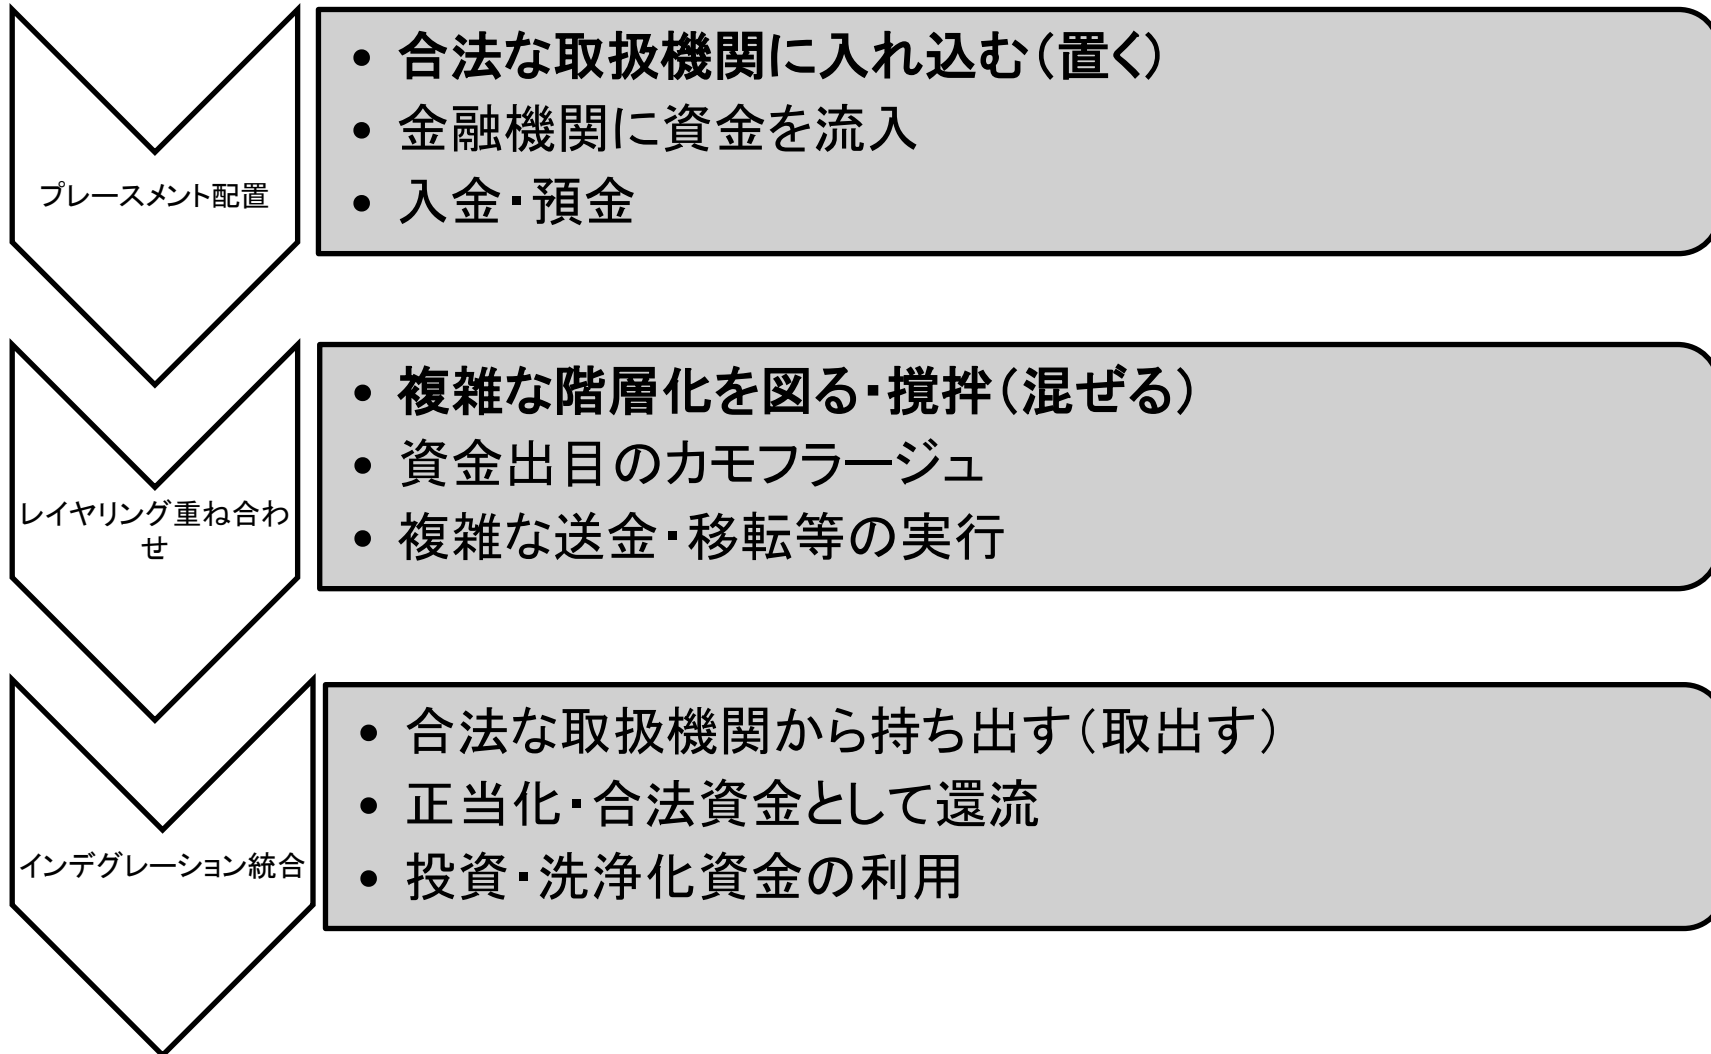 プレースメント配置
• 合法な取扱機関に入れ込む(置く)
• 金融機関に資金を流入
• 入金・預金
レイヤリング重ね合わ
せ
• 複雑な階層化を図る・撹拌(混ぜる)
• 資金出目のカモフラージュ
• 複雑な送金・移転等の実行
インデグレーション統合
• 合法な取扱機関から持ち出す(取出す)
• 正当化・合法資金として還流
• 投資・洗浄化資金の利用